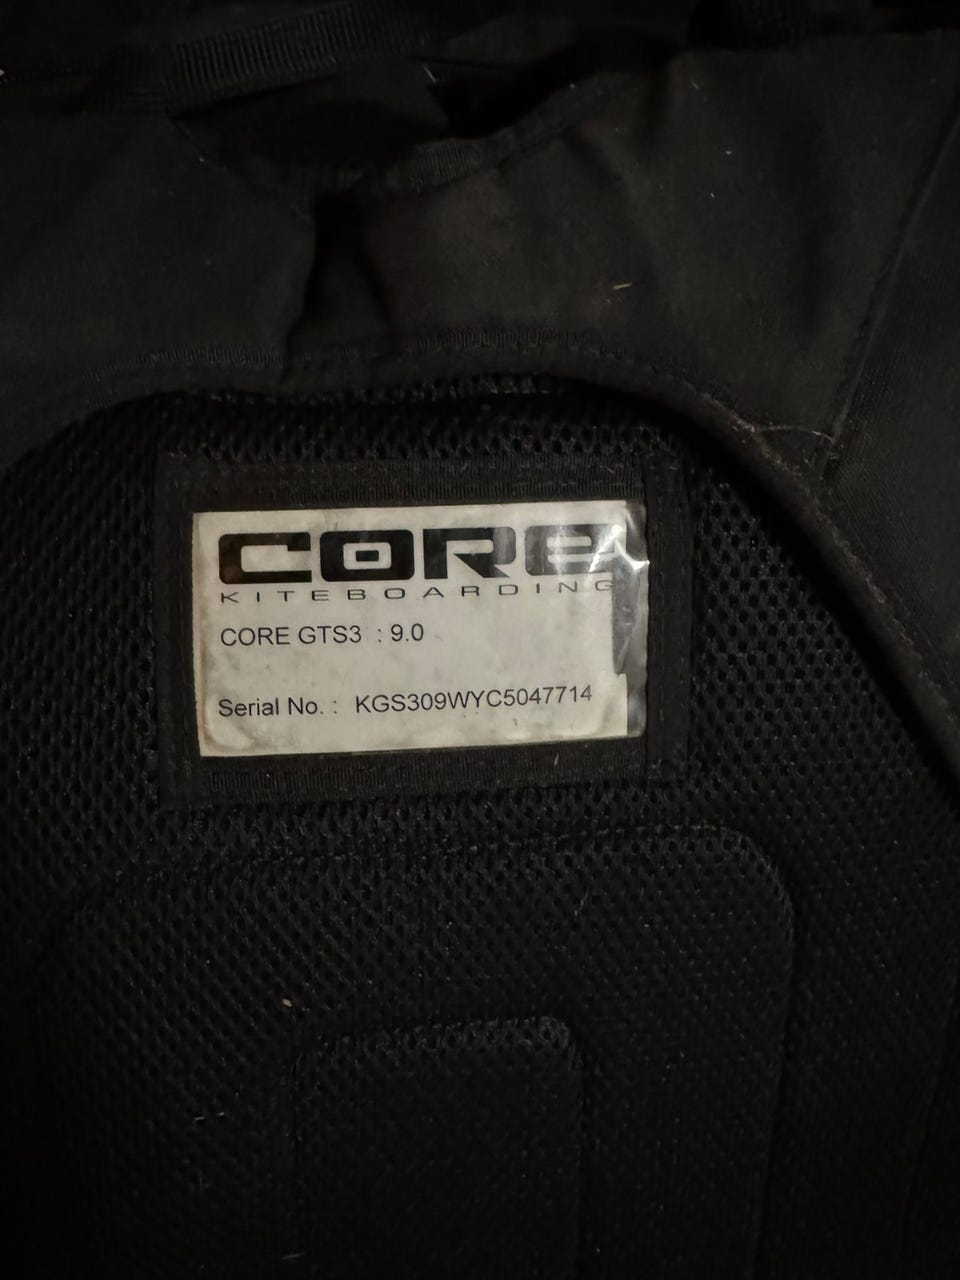 CORE
KITEBOARDING
CORE GTS3 : 9.0
Serial No. : KGS309WYC5047714